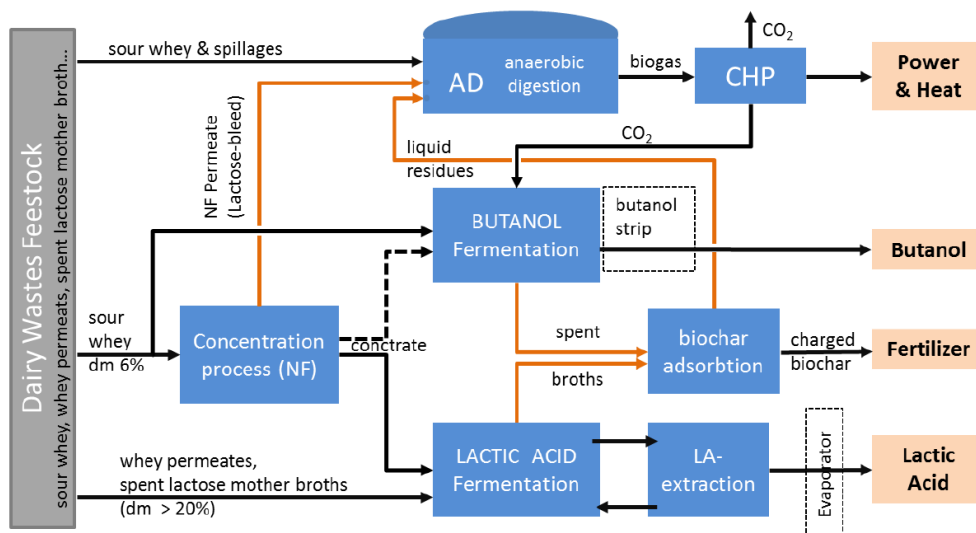 Dairy Wastes Feestock
sour whey, whey permeats, spent lactose mother broth...
sour whey & spillages
AD
anaerobic
digestion
biogas
CO2
CHP
Power
& Heat
NF Permeate
(Lactose-bleed)
liquid
residues
CO2
BUTANOL
Fermentation
butanol
strip
Butanol
sour
whey
dm 6%
Concentration
process (NF)
conctrate
spent
broths
biochar
adsorbtion
charged
biochar
Fertilizer
whey permeates,
spent lactose mother broths
(dm > 20%)
LACTIC ACID
Fermentation
LA-
extraction
Evaporator
Lactic
Acid